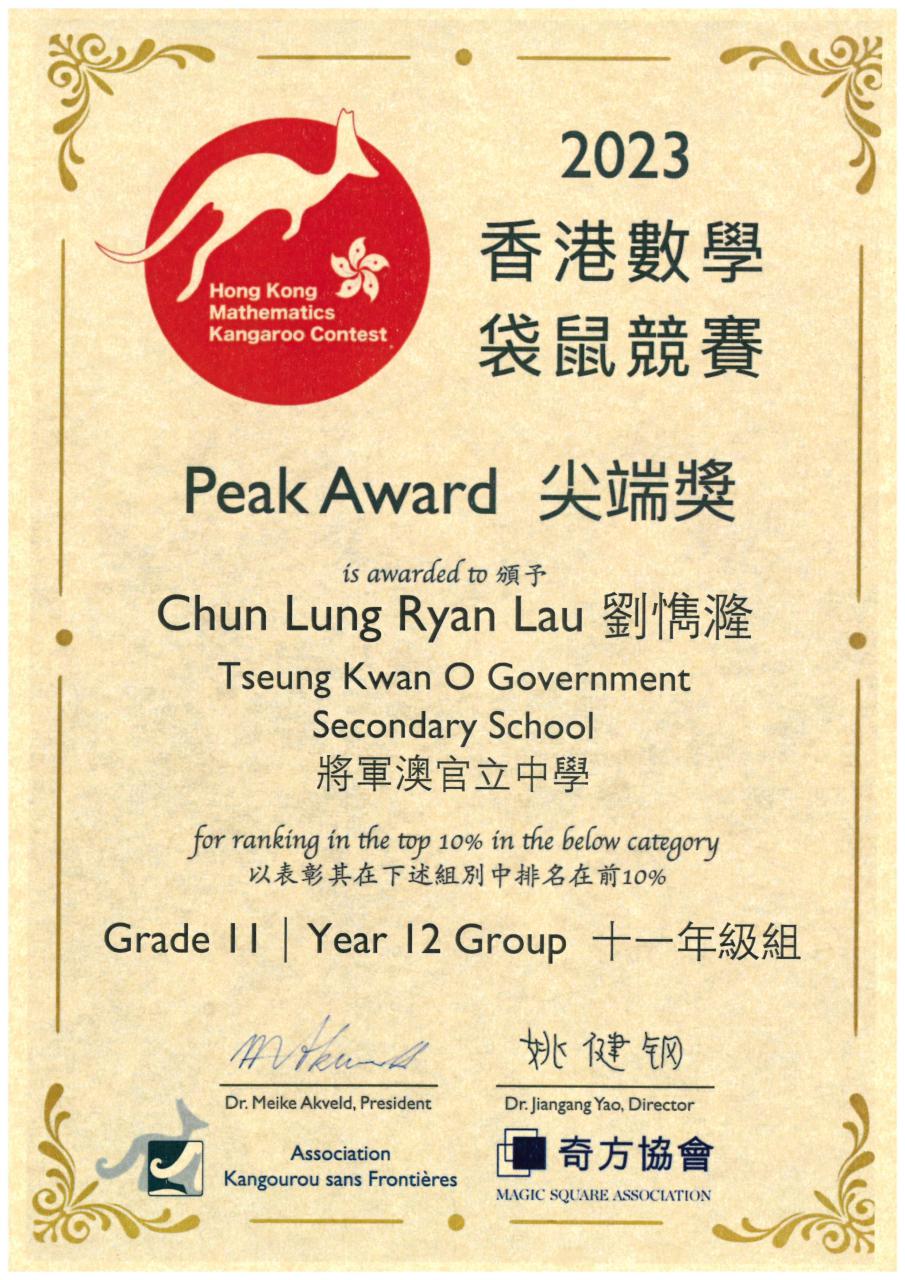 Hong Kong
Mathematics
Kangaroo Contest
2023
香港數學
袋鼠競賽
Peak Award 尖端獎
is awarded to 頒予
Chun Lung Ryan Lau 劉懏漋
Tseung Kwan O Government
Secondary School
將軍澳官立中學
for ranking in the top 10% in the below category
以表彰其在下述組別中排名在前10%
Grade 11 | Year 12 Group 十一年級組
姚健钢
Dr. Meike Akveld, President
Dr. Jiangang Yao, Director
Association
Kangourou sans Frontières
奇方協會
MAGIC SQUARE ASSOCIATION